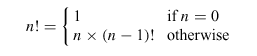 n! = { 1 if n = 0
n × (n − 1)! otherwise